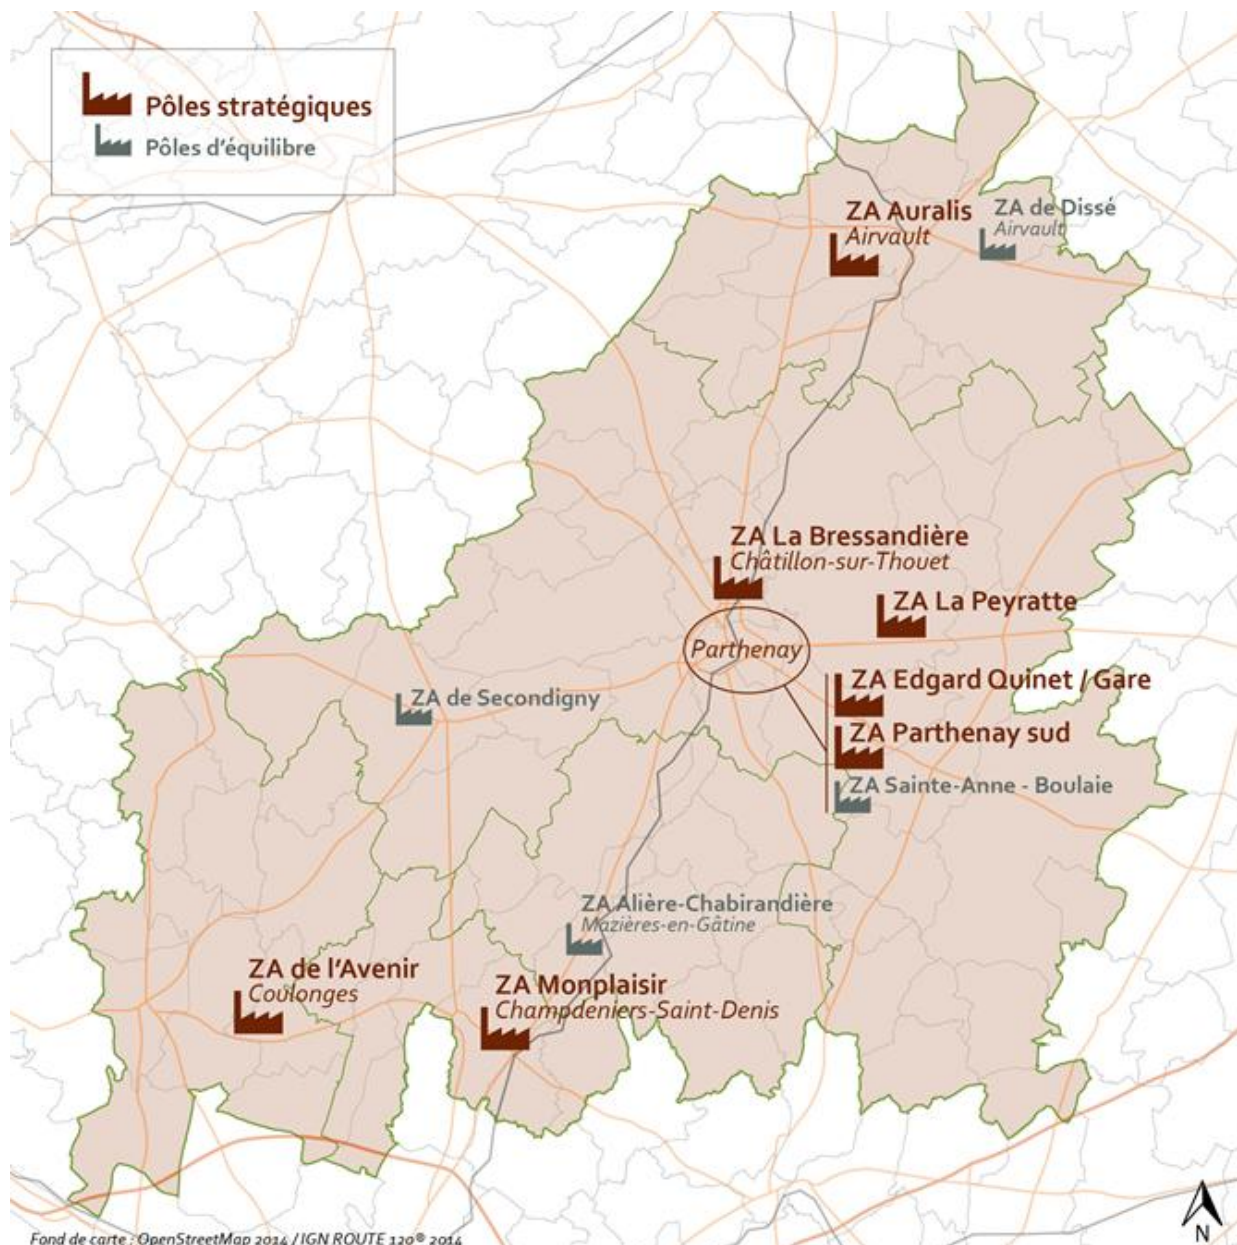 Pôles stratégiques
Pôles d'équilibre
ZA Auralis
Airvault
ZA de Dissé
Airvault
ZA La Bressandière
Châtillon-sur-Thouet
ZA La Peyratte
Parthenay
ZA Edgard Quinet / Gare
ZA de Secondigny
ZA Parthenay sud
ZA Sainte-Anne - Boulaie
ZA Alière-Chabirandière
Mazières-en-Gâtine
ZA de l'Avenir
Coulonges
ZA Monplaisir
Champdeniers-Saint-Denis
N
Fond de carte : OpenStreetMap 2014 / IGN ROUTE 120® 2014